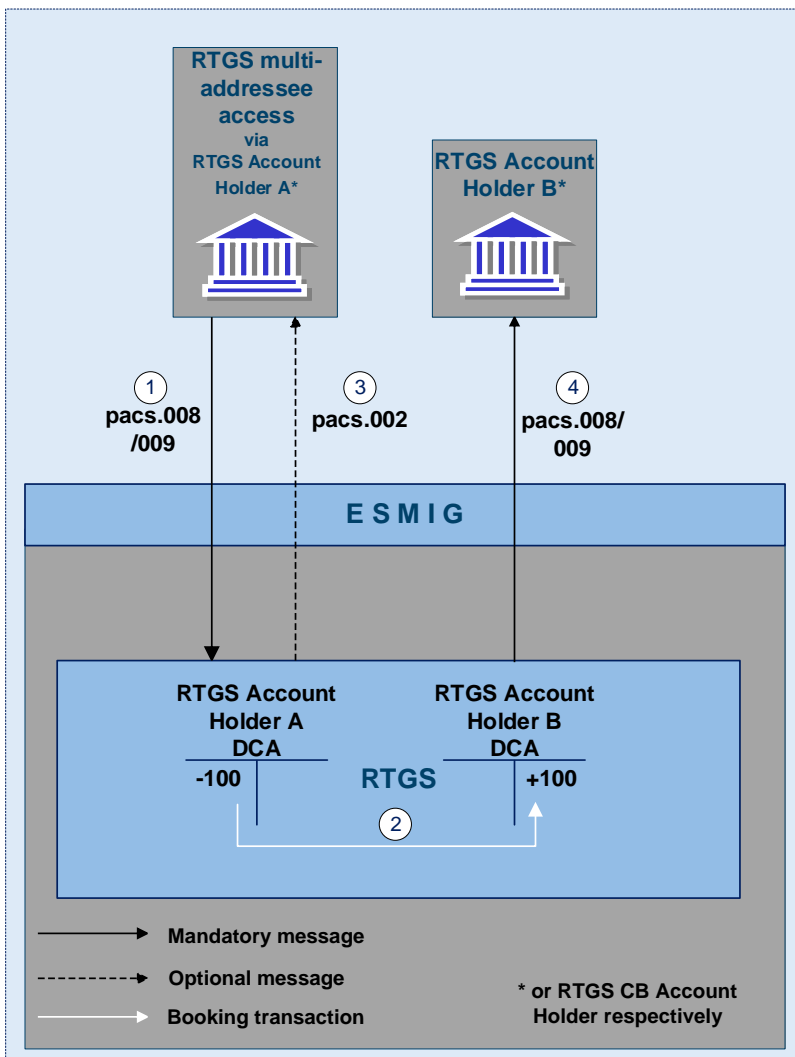 RTGS multi-
addressee
access
via
RTGS Account
Holder A*
RTGS Account
Holder B*
1
pacs.008
/009
3
pacs.002
4
pacs.008/
009
ESMIG
RTGS Account
Holder A
DCA
-100
RTGS Account
Holder B
DCA
+100
RTGS
2
Mandatory message
Optional message
Booking transaction
* or RTGS CB Account
Holder respectively